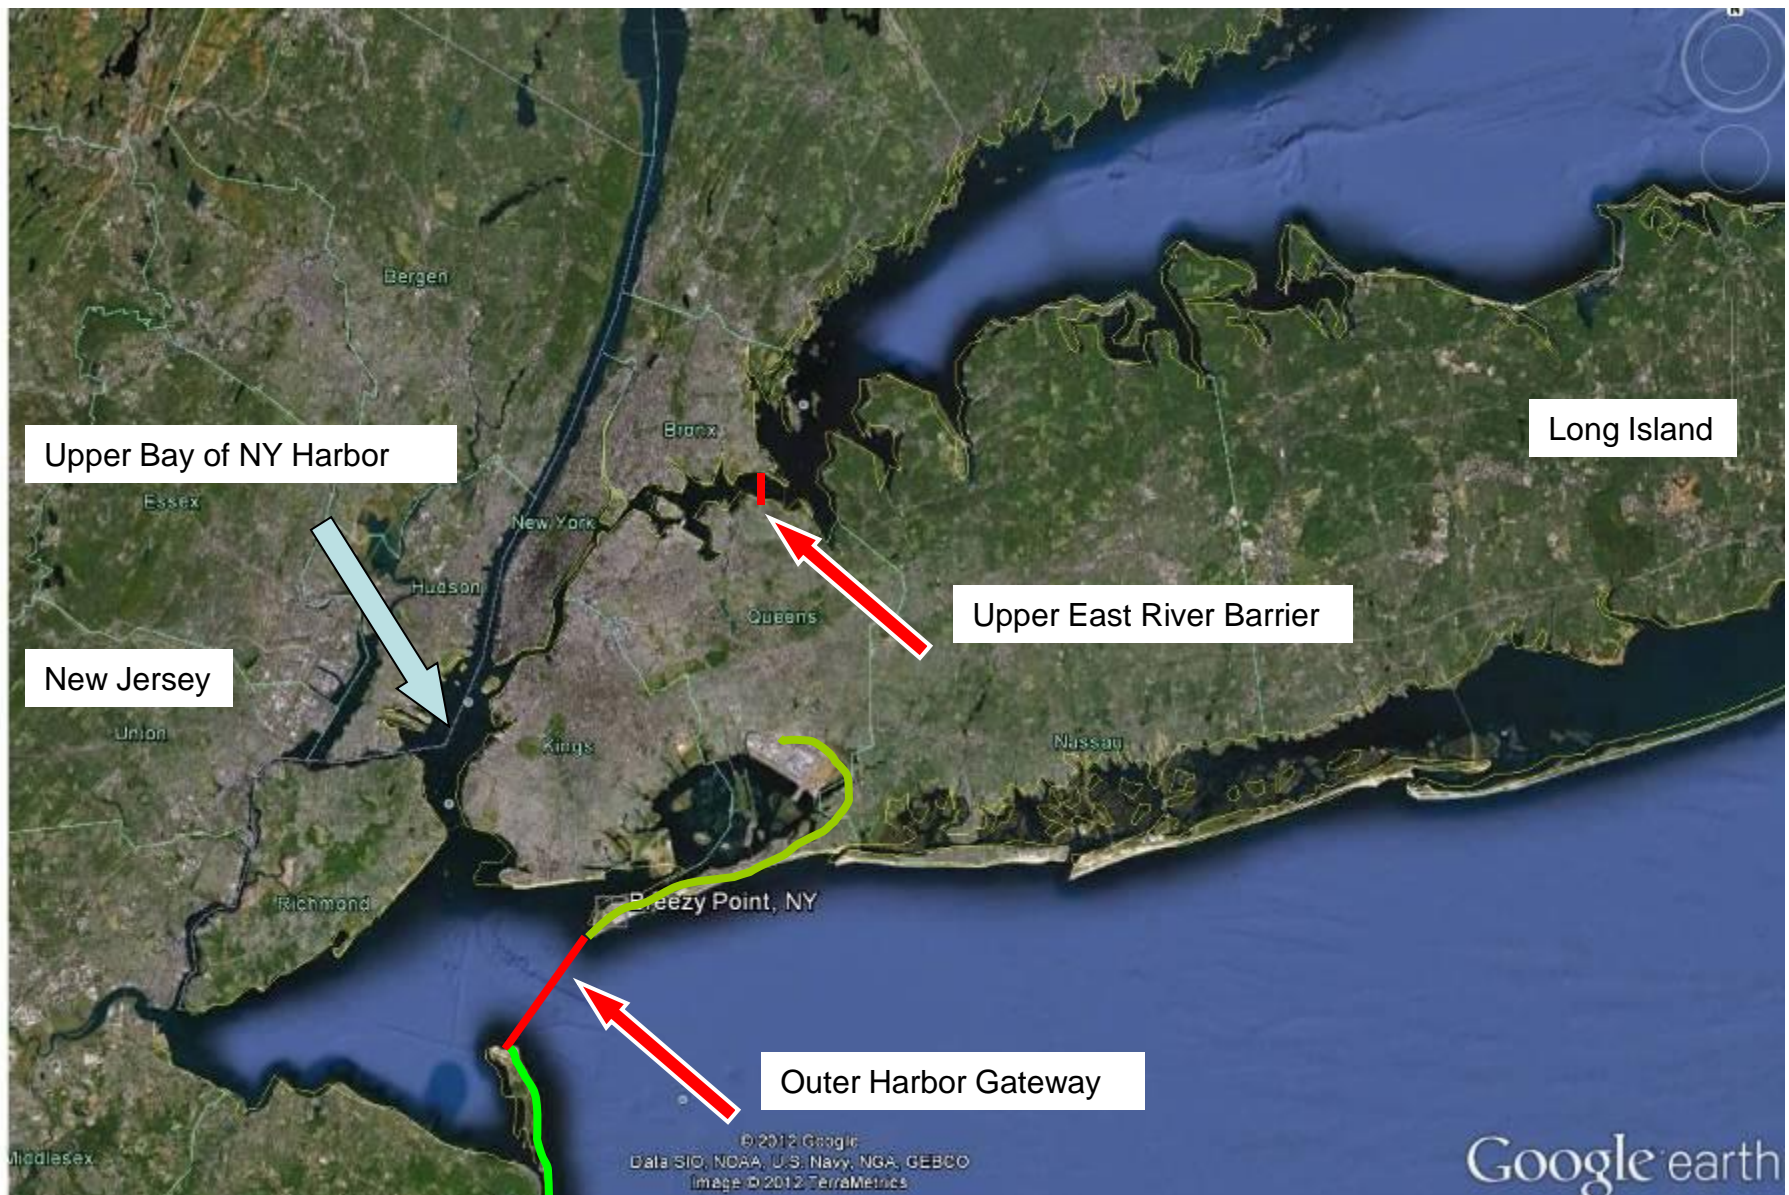 N
Bergen
Bronx
Long Island
Upper Bay of NY Harbor
Essex
New York
Hudson
Queens
Upper East River Barrier
New Jersey
Union
Kings
Nassau
Richmond
Breezy Point, NY
Outer Harbor Gateway
Middlesex
© 2012 Google
Data SIO, NOAA, U.S. Navy, NGA, GEBCO
Image © 2012 TerraMetrics
Google earth